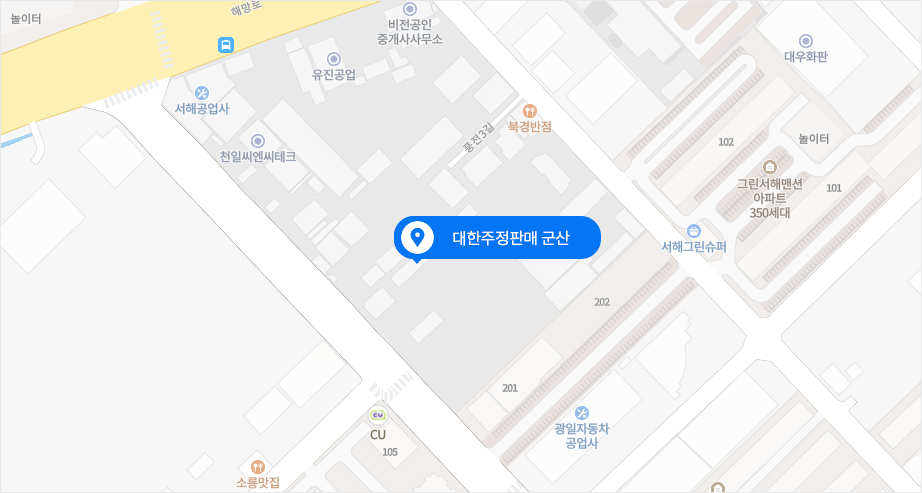 놀이터
해망로
비전공인
중개사사무소
유진공업
대우화판
서해공업사
북경반점
풍전3길
천일씨엔씨테크
102
놀이터
그린서해맨션
아파트
350세대
101
대한주정판매 군산
서해그린슈퍼
202
201
CU
CU
광일자동차
공업사
105
소룡맛집